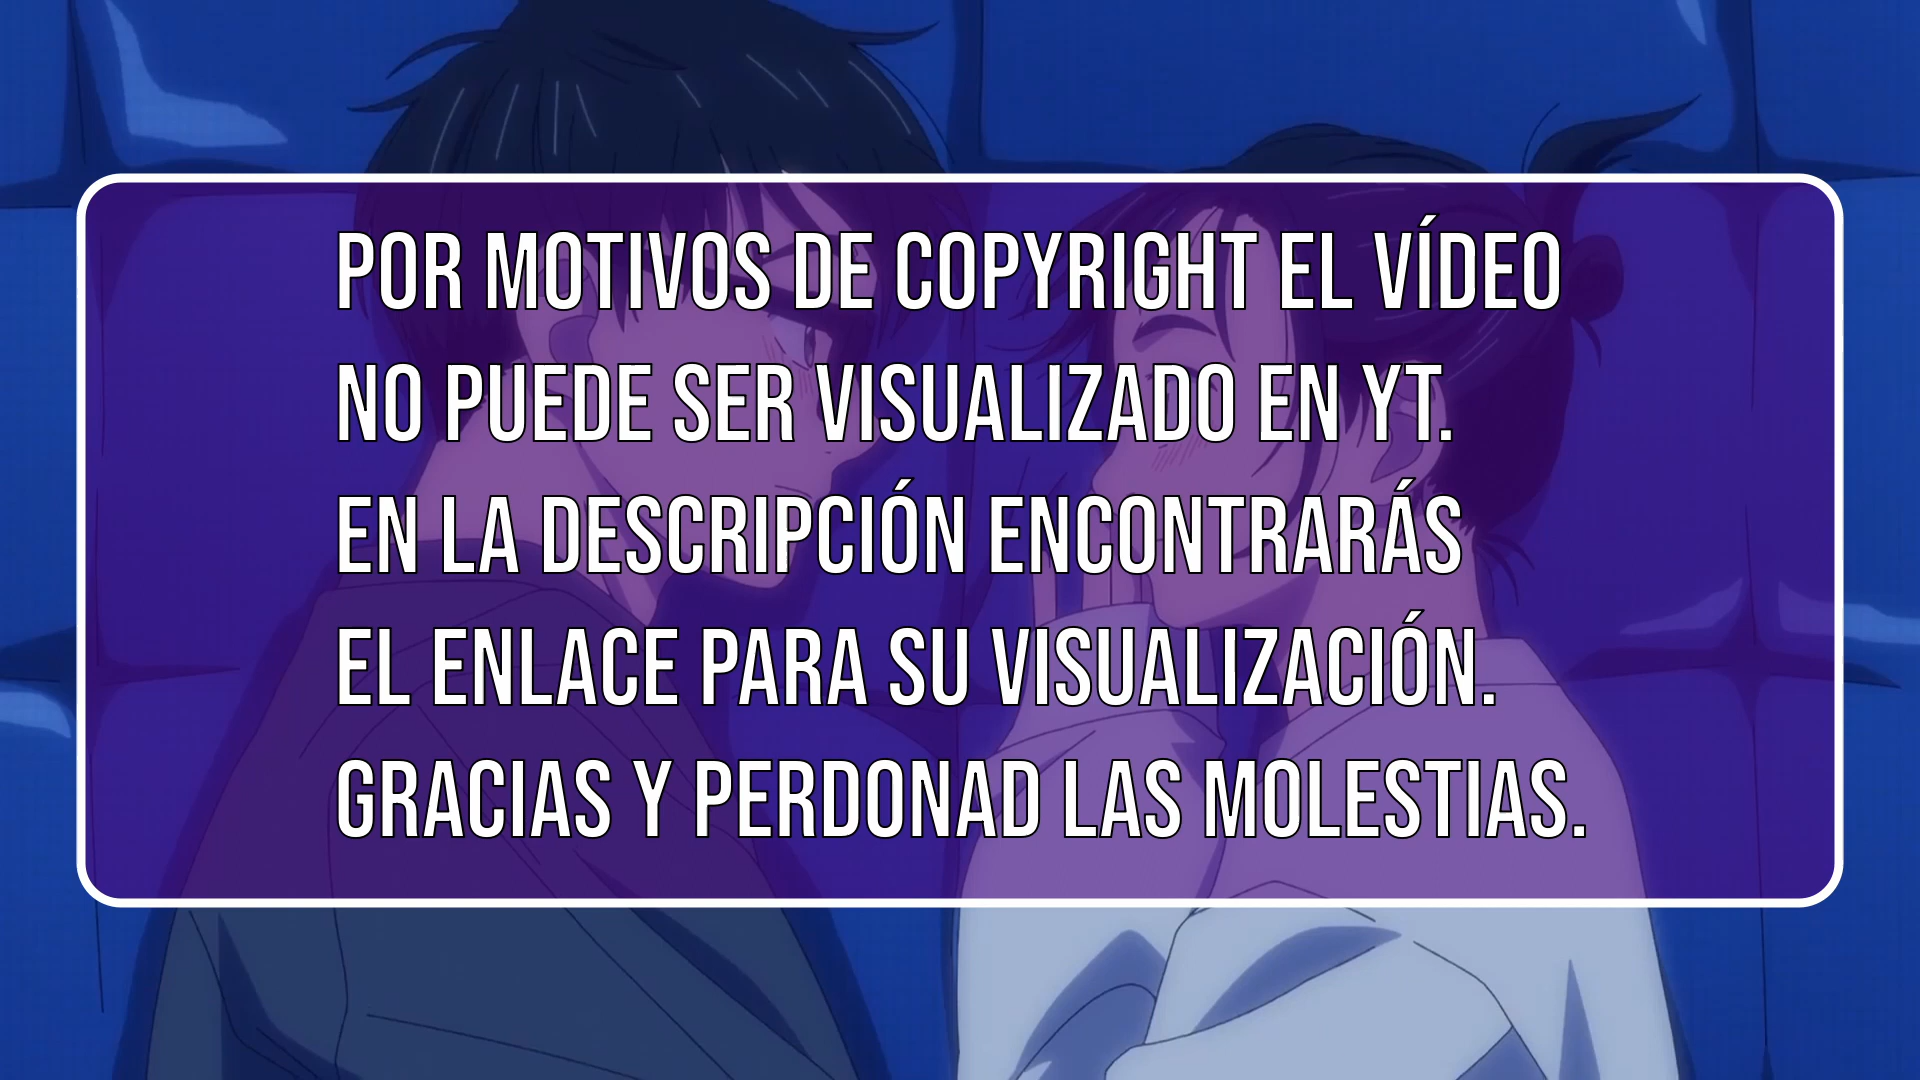 POR MOTIVOS DE COPYRIGHT EL VÍDEO
NO PUEDE SER VISUALIZADO EN YT.
EN LA DESCRIPCIÓN ENCONTRARÁS
EL ENLACE PARA SU VISUALIZACIÓN.
GRACIAS Y PERDONAD LAS MOLESTIAS.